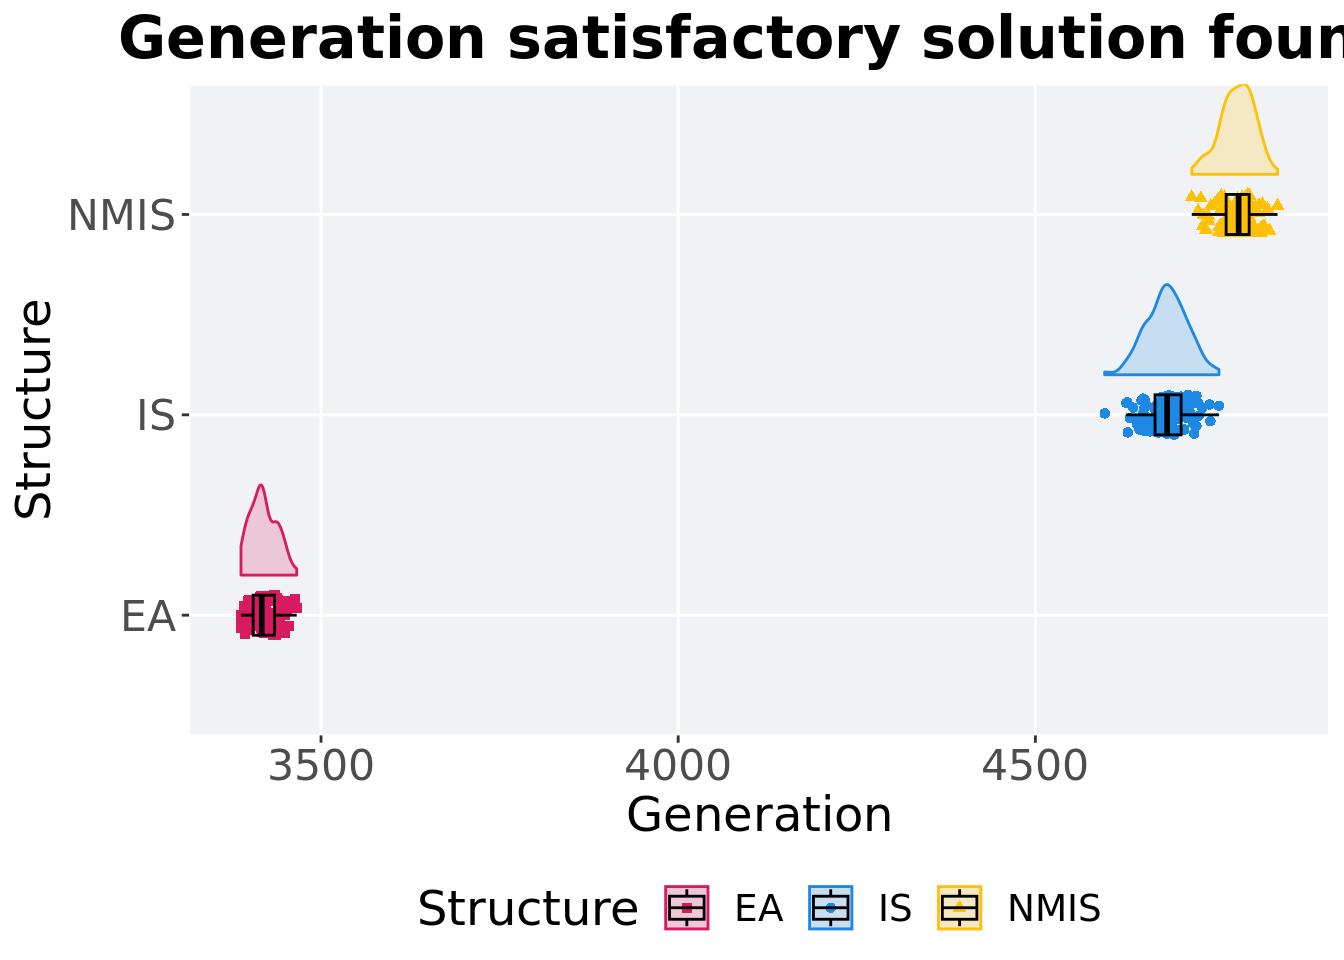 Generation satisfactory solution foun
NMIS
IS
EA
Structure
3500 4000 4500
Generation
Structure EA IS NMIS